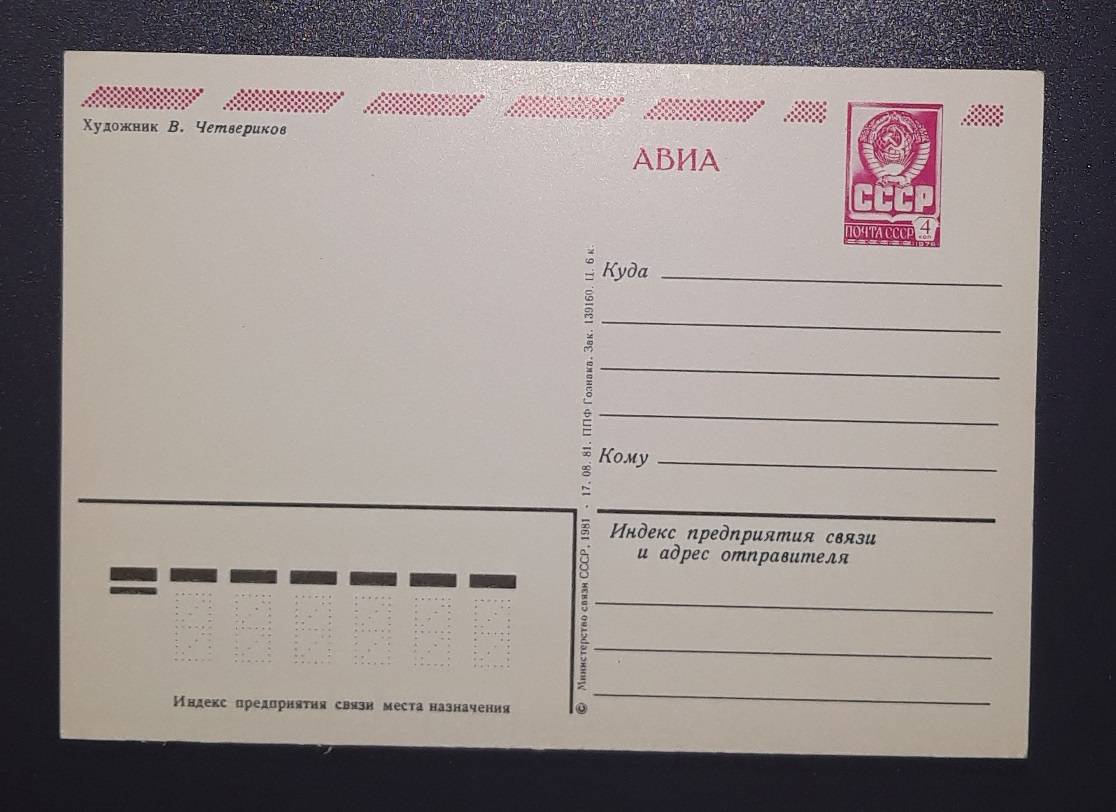 Художник В. Четвериков
АВИА
СССР
ПОЧТА СССР
4
коп
1976
Куда
Кому
Индекс предприятия связи
и адрес отправителя
© Министерство связи СССР, 1981 · 17. 08. 81. ППФ Гознака. Зак. 139160. Ц. 6 к.
Индекс предприятия связи места назначения